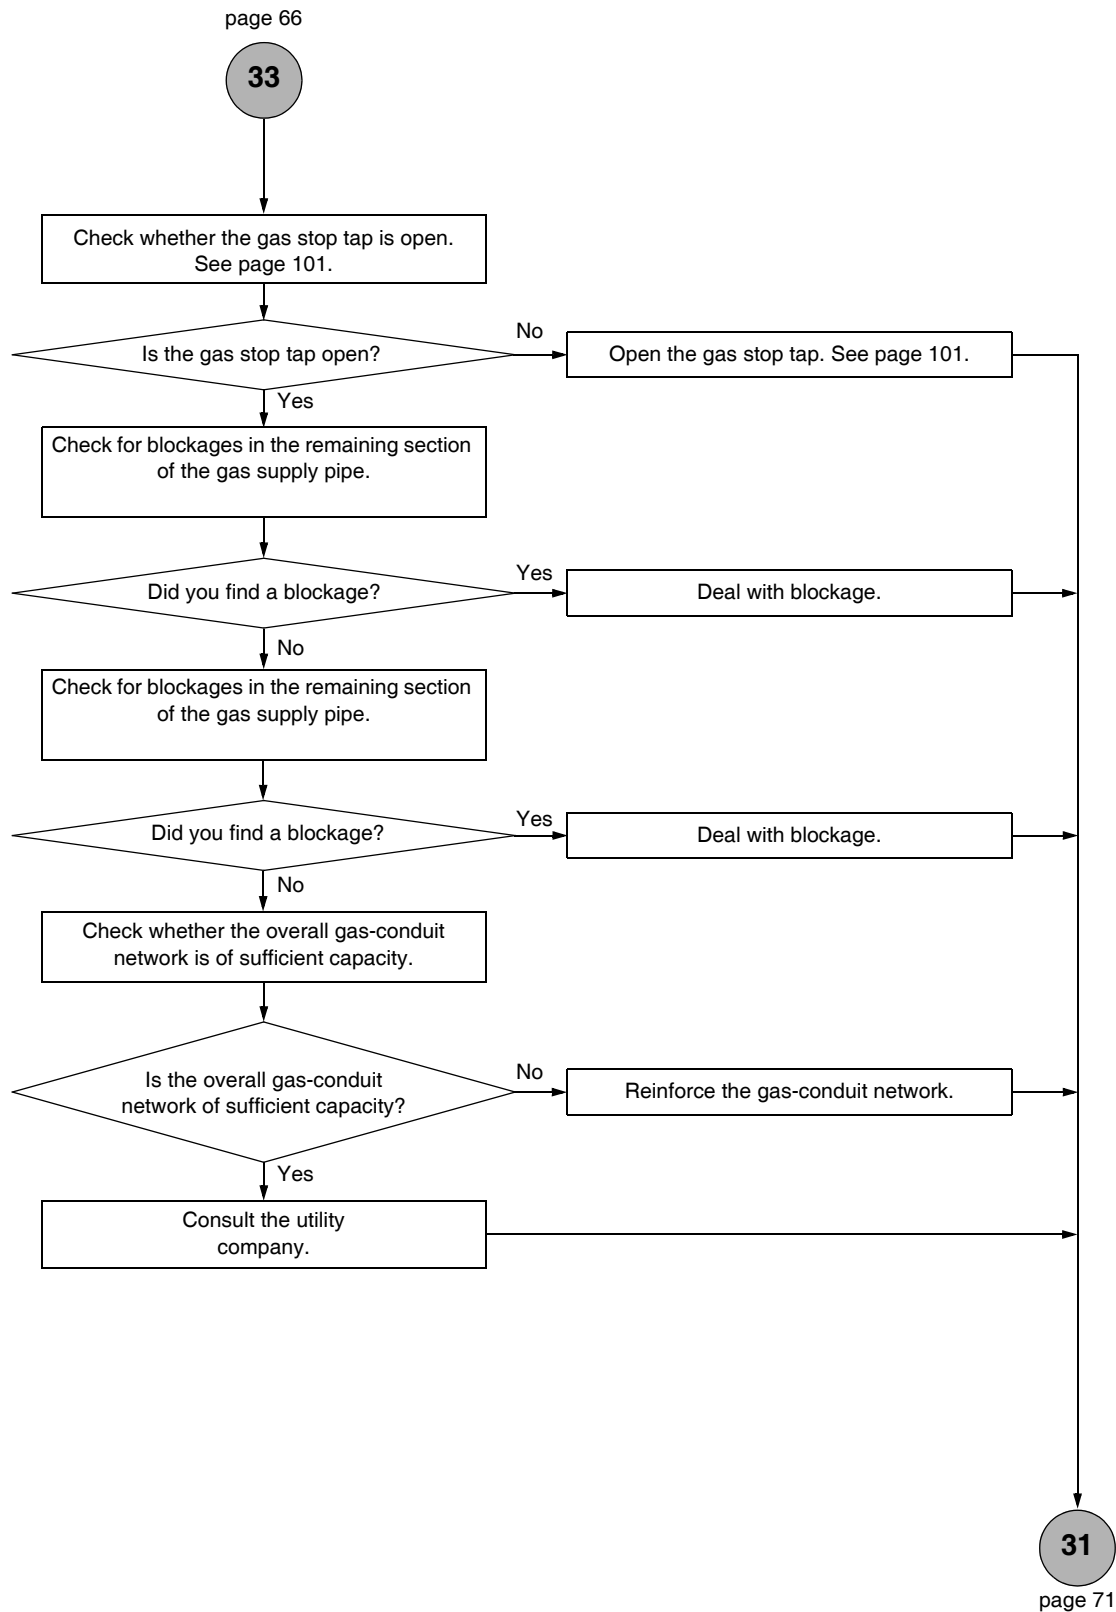 page 66
33
Check whether the gas stop tap is open.
See page 101.
Is the gas stop tap open?
No
Open the gas stop tap. See page 101.
Yes
Check for blockages in the remaining section
of the gas supply pipe.
Did you find a blockage?
Yes
Deal with blockage.
No
Check for blockages in the remaining section
of the gas supply pipe.
Did you find a blockage?
Yes
Deal with blockage.
No
Check whether the overall gas-conduit
network is of sufficient capacity.
Is the overall gas-conduit
network of sufficient capacity?
No
Reinforce the gas-conduit network.
Yes
Consult the utility
company.
31
page 71